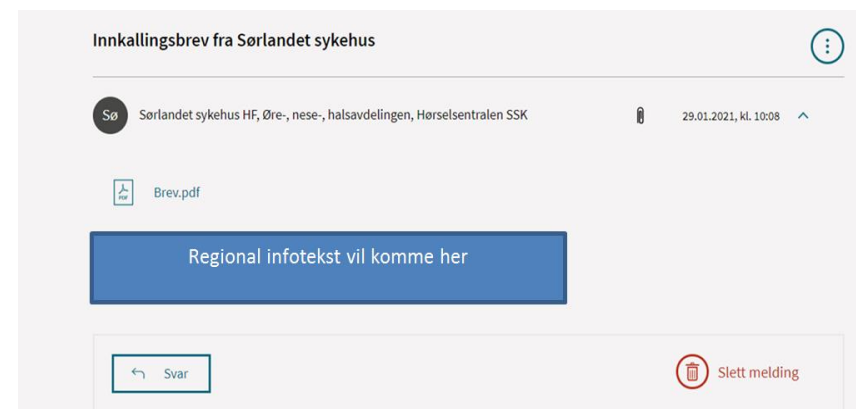 Innkallingsbrev fra Sørlandet sykehus
Sø Sørlandet sykehus HF, Øre-, nese-, halsavdelingen, Hørselsentralen SSK 29.01.2021, kl. 10:08
PDF Brev.pdf
Regional infotekst vil komme her
Svar Slett melding